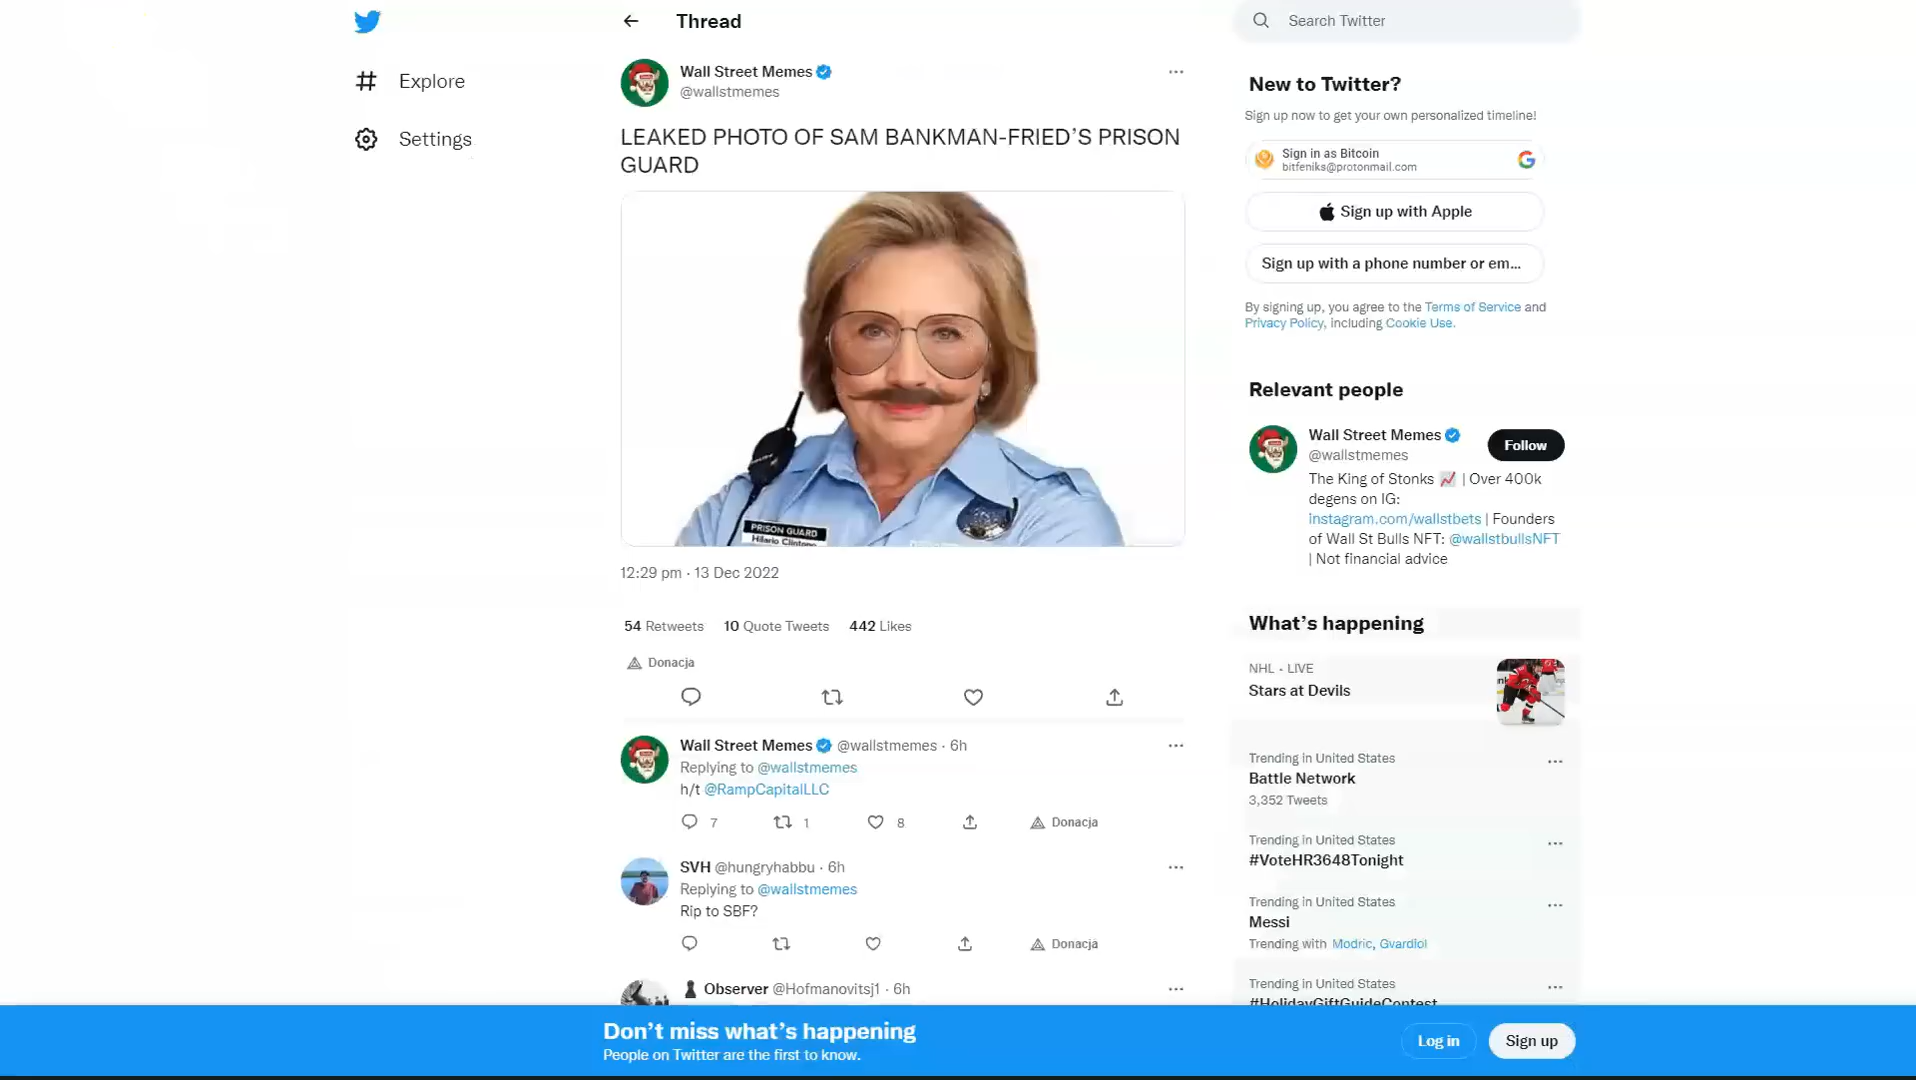 Explore
Settings
Thread
Wall Street Memes
@wallstmemes
LEAKED PHOTO OF SAM BANKMAN-FRIED’S PRISON
GUARD
PRISON GUARD
Hilario Clintone
12:29 pm · 13 Dec 2022
54 Retweets 10 Quote Tweets 442 Likes
Donacja
Wall Street Memes @wallstmemes · 6h
Replying to @wallstmemes
h/t @RampCapitalLLC
7 1 8 Donacja
SVH @hungryhabbu · 6h
Replying to @wallstmemes
Rip to SBF?
Donacja
Observer @Hofmanovitsj1 · 6h
Search Twitter
New to Twitter?
Sign up now to get your own personalized timeline!
Sign in as Bitcoin
bitfeniks@protonmail.com
Sign up with Apple
Sign up with a phone number or em...
By signing up, you agree to the Terms of Service and
Privacy Policy, including Cookie Use.
Relevant people
Wall Street Memes
@wallstmemes
Follow
The King of Stonks | Over 400k
degens on IG:
instagram.com/wallstbets | Founders
of Wall St Bulls NFT: @wallstbullsNFT
| Not financial advice
What’s happening
NHL · LIVE
Stars at Devils
Trending in United States
Battle Network
3,352 Tweets
Trending in United States
#VoteHR3648Tonight
Trending in United States
Messi
Trending with Modric, Gvardiol
Trending in United States
#HolidayGiftGuideContest
Don’t miss what’s happening
People on Twitter are the first to know.
Log in
Sign up